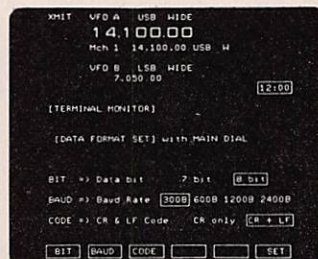 XMIT VFO A USB WIDE
14.100.00
Mch 1 14.100.00 USB W
VFO B LSB WIDE
7.050.00
12:00
[TERMINAL MONITOR]
[DATA FORMAT SET] with MAIN DIAL
BIT => Data bit 7 bit 8 bit
BAUD => Baud Rate 300B 600B 1200B 2400B
CODE => CR & LF Code CR only CR + LF
BIT BAUD CODE SET